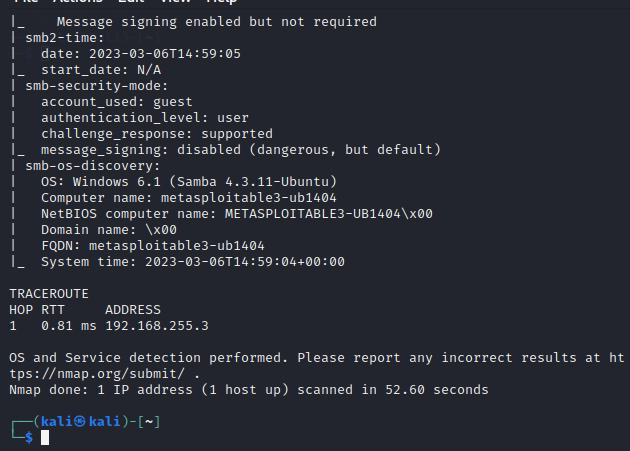 |_    Message signing enabled but not required
| smb2-time:
|   date: 2023-03-06T14:59:05
|_  start_date: N/A
| smb-security-mode:
|   account_used: guest
|   authentication_level: user
|   challenge_response: supported
|_  message_signing: disabled (dangerous, but default)
| smb-os-discovery:
|   OS: Windows 6.1 (Samba 4.3.11-Ubuntu)
|   Computer name: metasploitable3-ub1404
|   NetBIOS computer name: METASPLOITABLE3-UB1404\x00
|   Domain name: \x00
|   FQDN: metasploitable3-ub1404
|_  System time: 2023-03-06T14:59:04+00:00
TRACEROUTE
HOP RTT     ADDRESS
1   0.81 ms 192.168.255.3
OS and Service detection performed. Please report any incorrect results at ht
tps://nmap.org/submit/ .
Nmap done: 1 IP address (1 host up) scanned in 52.60 seconds
┌──(kali㉿kali)-[~]
└─$